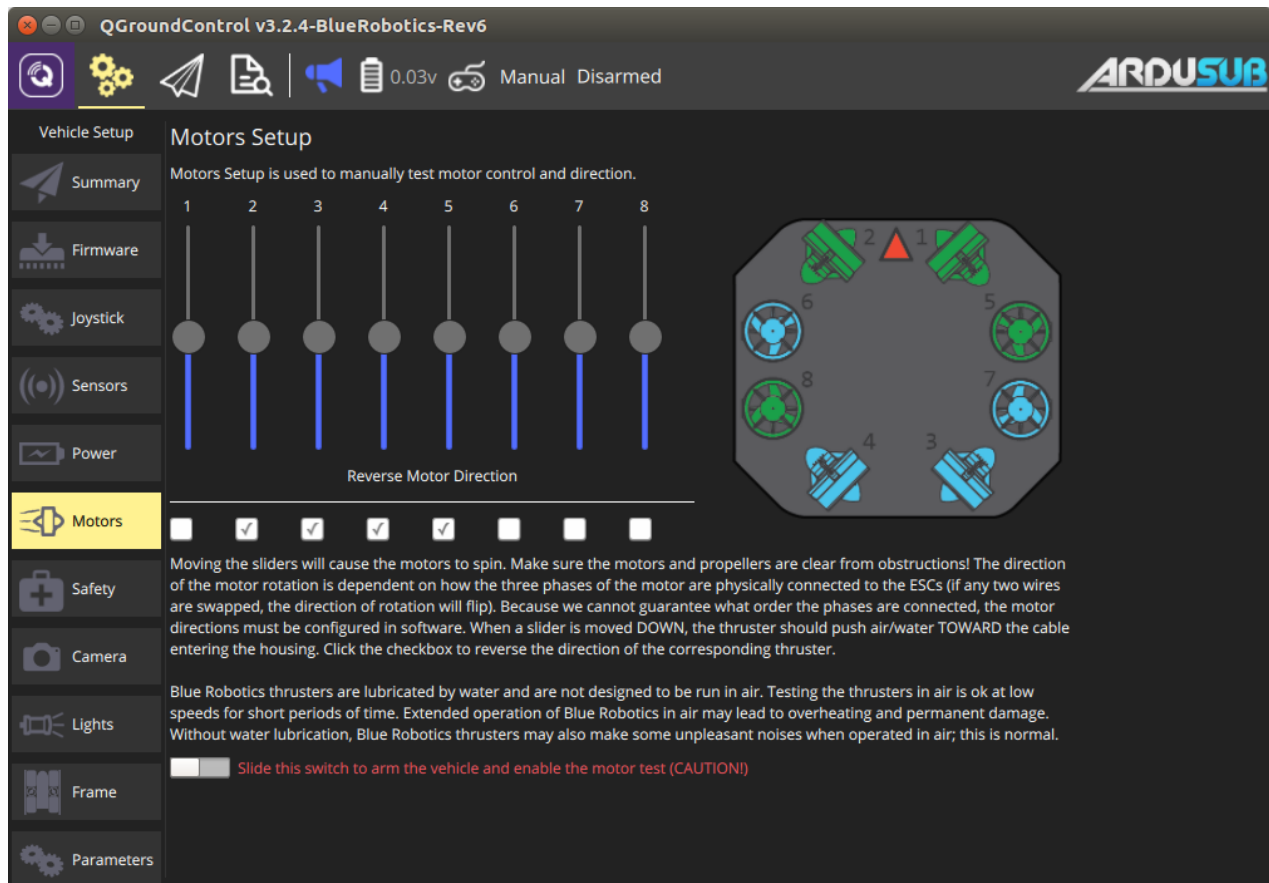 QGroundControl v3.2.4-BlueRobotics-Rev6
0.03v Manual Disarmed
ARDUSUB
Vehicle Setup
Summary
Firmware
Joystick
Sensors
Power
Motors
Safety
Camera
Lights
Frame
Parameters
Motors Setup
Motors Setup is used to manually test motor control and direction.
1 2 3 4 5 6 7 8
Reverse Motor Direction
2 1
6 5
8 7
4 3
Moving the sliders will cause the motors to spin. Make sure the motors and propellers are clear from obstructions! The direction
of the motor rotation is dependent on how the three phases of the motor are physically connected to the ESCs (if any two wires
are swapped, the direction of rotation will flip). Because we cannot guarantee what order the phases are connected, the motor
directions must be configured in software. When a slider is moved DOWN, the thruster should push air/water TOWARD the cable
entering the housing. Click the checkbox to reverse the direction of the corresponding thruster.
Blue Robotics thrusters are lubricated by water and are not designed to be run in air. Testing the thrusters in air is ok at low
speeds for short periods of time. Extended operation of Blue Robotics in air may lead to overheating and permanent damage.
Without water lubrication, Blue Robotics thrusters may also make some unpleasant noises when operated in air; this is normal.
Slide this switch to arm the vehicle and enable the motor test (CAUTION!)